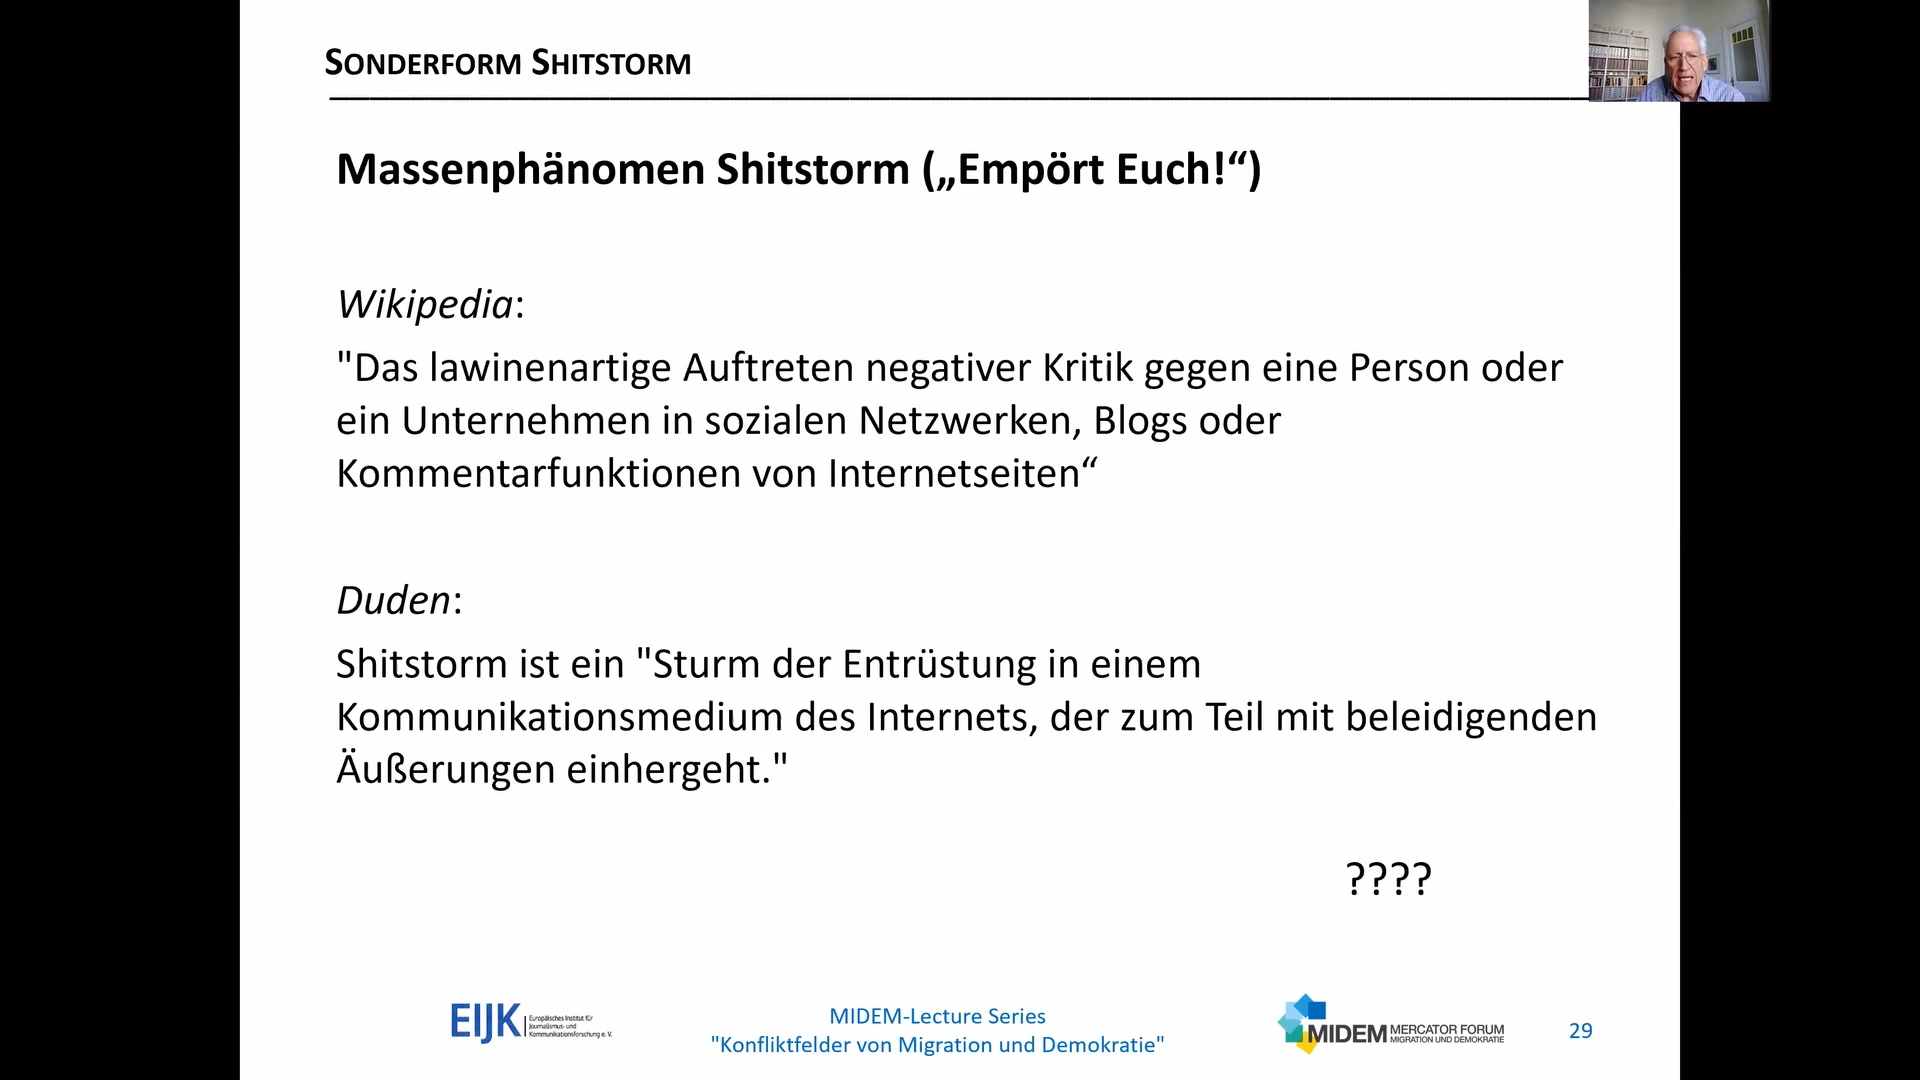 SONDERFORM SHITSTORM
Massenphänomen Shitstorm („Empört Euch!“)
Wikipedia:
"Das lawinenartige Auftreten negativer Kritik gegen eine Person oder
ein Unternehmen in sozialen Netzwerken, Blogs oder
Kommentarfunktionen von Internetseiten“
Duden:
Shitstorm ist ein "Sturm der Entrüstung in einem
Kommunikationsmedium des Internets, der zum Teil mit beleidigenden
Äußerungen einhergeht."
????
EIJK
Europäisches Institut für
Journalismus- und
Kommunikationsforschung e. V.
MIDEM-Lecture Series
"Konfliktfelder von Migration und Demokratie"
MIDEM
MERCATOR FORUM
MIGRATION UND DEMOKRATIE
29